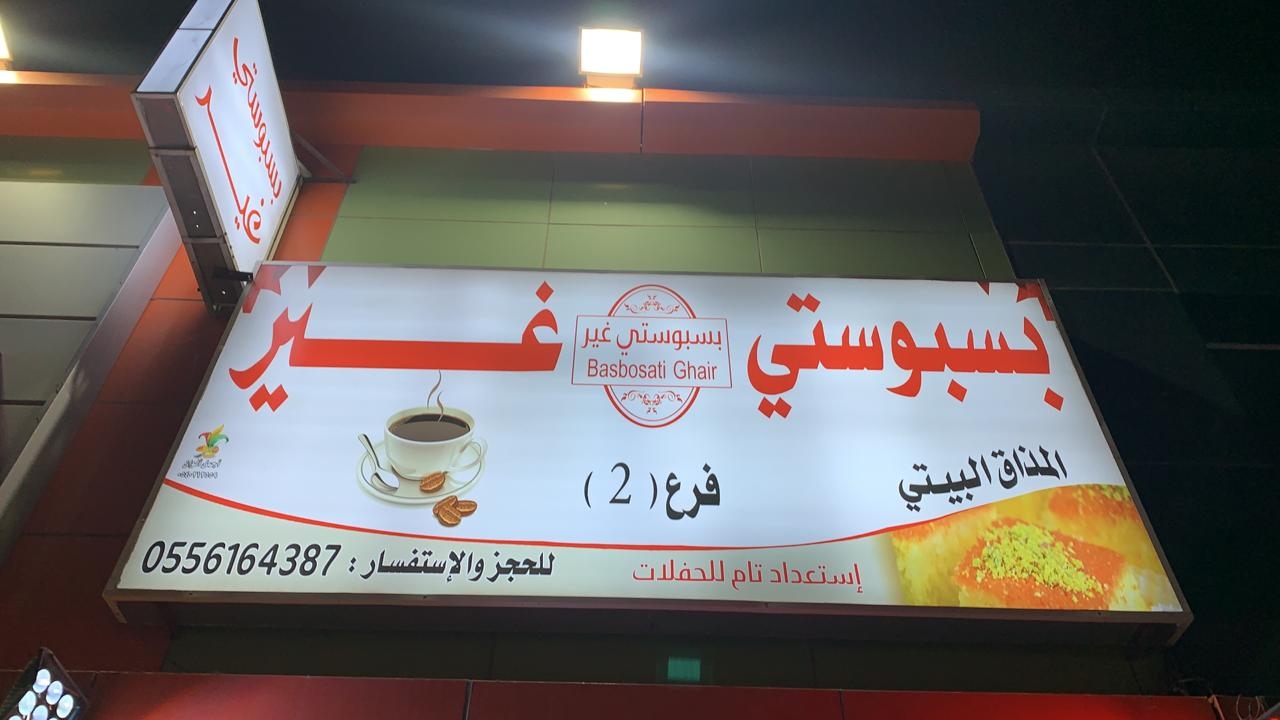 بسبوستي
غير
بسبوستي غير
بسبوستي غير
Basbosati Ghair
المذاق البيتي
فرع ( 2 )
إستعداد تام للحفلات
للحجز والإستفسار : 0556164387